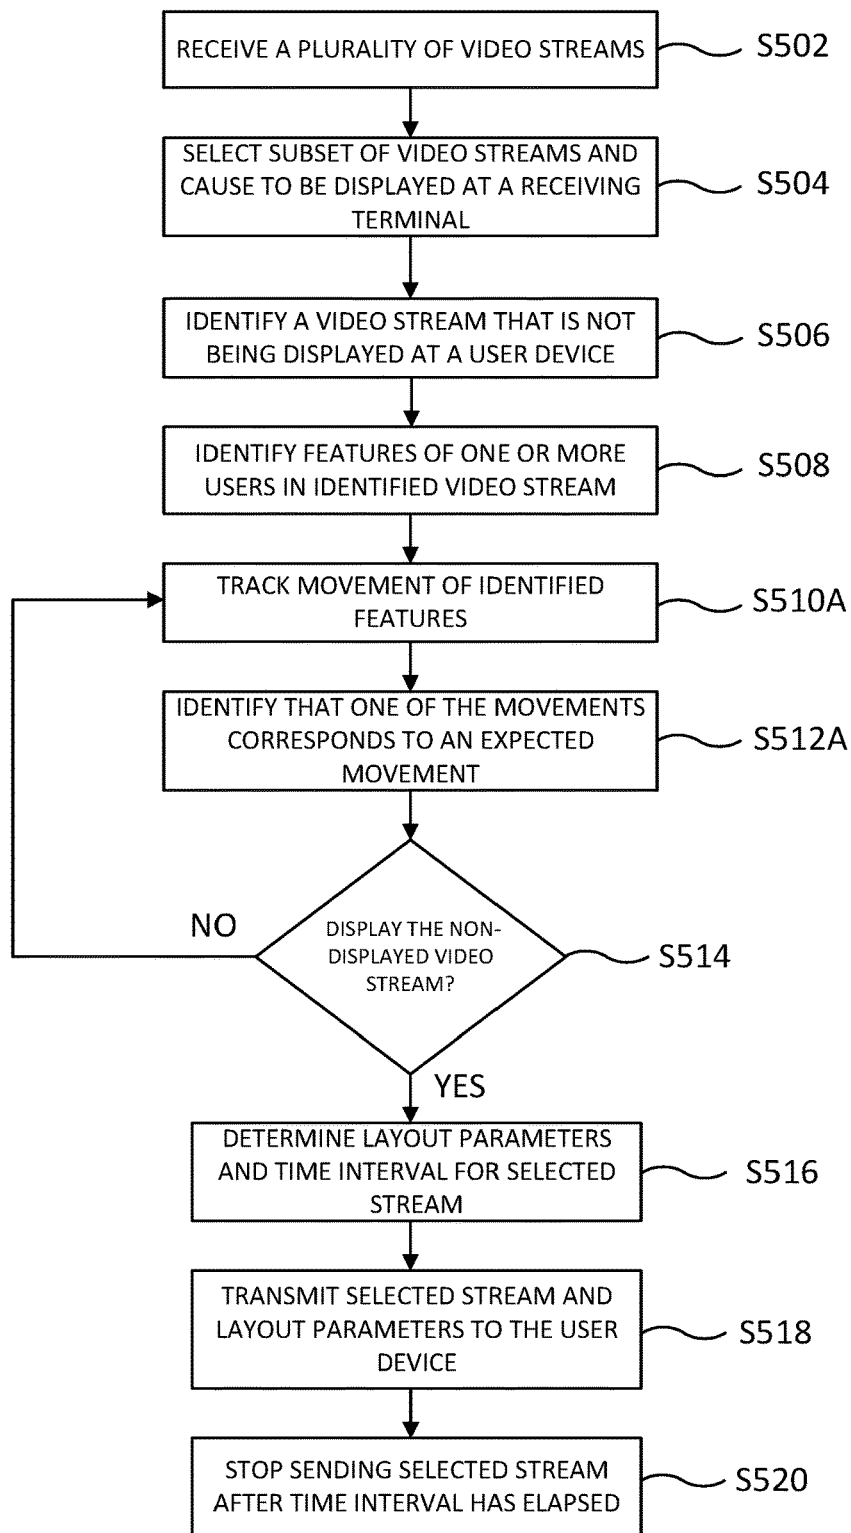 RECEIVE A PLURALITY OF VIDEO STREAMS
S502
SELECT SUBSET OF VIDEO STREAMS AND
CAUSE TO BE DISPLAYED AT A RECEIVING
TERMINAL
S504
IDENTIFY A VIDEO STREAM THAT IS NOT
BEING DISPLAYED AT A USER DEVICE
S506
IDENTIFY FEATURES OF ONE OR MORE
USERS IN IDENTIFIED VIDEO STREAM
S508
TRACK MOVEMENT OF IDENTIFIED
FEATURES
S510A
IDENTIFY THAT ONE OF THE MOVEMENTS
CORRESPONDS TO AN EXPECTED
MOVEMENT
S512A
NO
DISPLAY THE NON-
DISPLAYED VIDEO
STREAM?
S514
YES
DETERMINE LAYOUT PARAMETERS
AND TIME INTERVAL FOR SELECTED
STREAM
S516
TRANSMIT SELECTED STREAM AND
LAYOUT PARAMETERS TO THE USER
DEVICE
S518
STOP SENDING SELECTED STREAM
AFTER TIME INTERVAL HAS ELAPSED
S520